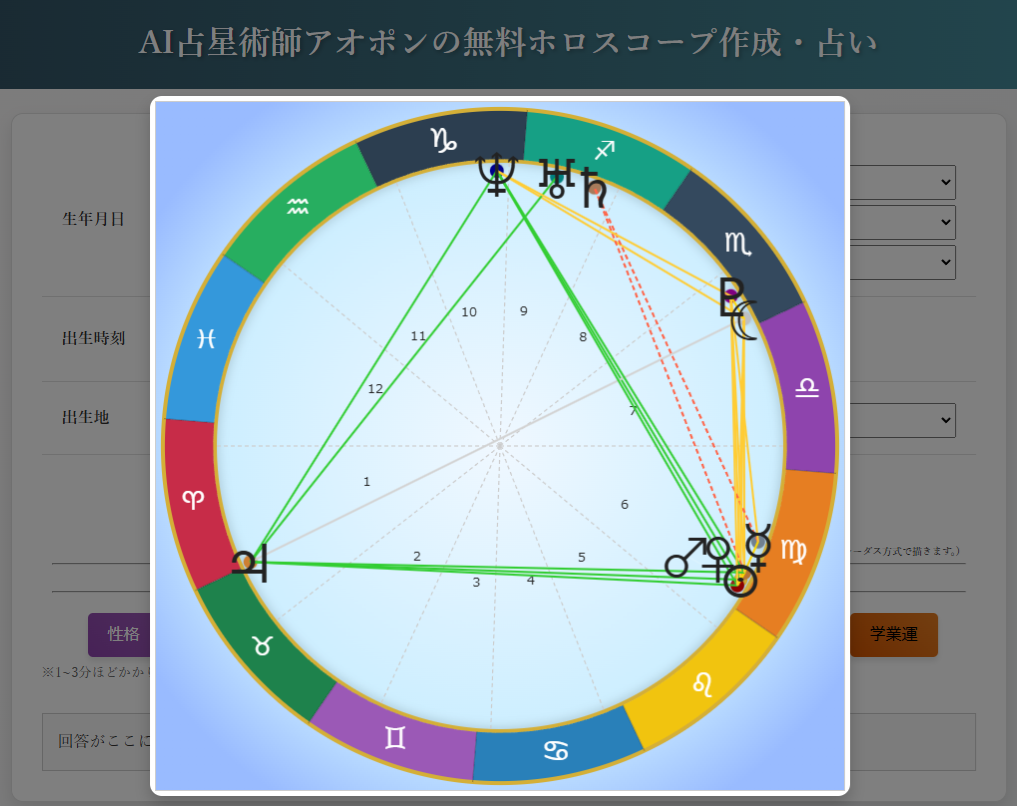 AI占星術師アオポンの無料ホロスコープ作成・占い
生年月日
出生時刻
出生地
♑ ♐
♒ ♏
♓ ♎
♈ ♍
♉ ♌
♊ ♋
♆ ♅ ♄
♇
☾
♃ ♂ ♀ ☿
☉
10 9
11 8
12
7
1
6
2 5
3 4
ーダス方式で描きます。）
性格
学業運
※1~3分ほどかか
回答がここに